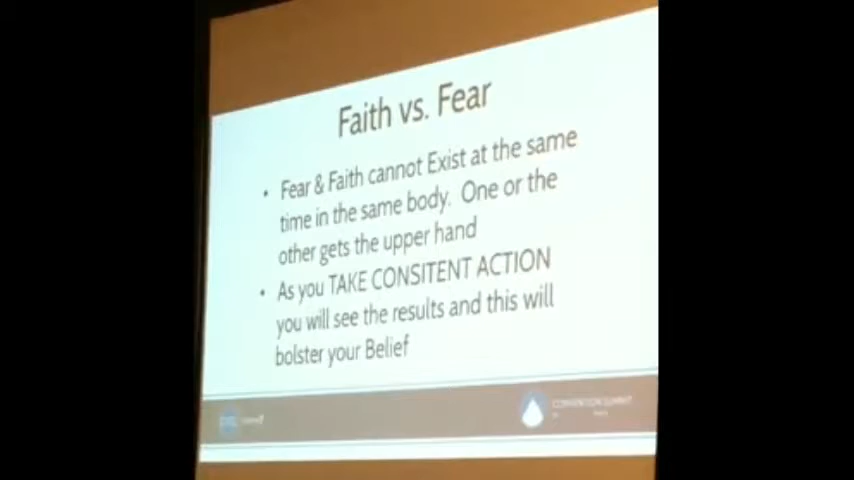 Faith vs. Fear
• Fear & Faith cannot Exist at the same
time in the same body. One or the
other gets the upper hand
• As you TAKE CONSITENT ACTION
you will see the results and this will
bolster your Belief
CONVENTION SUMMIT